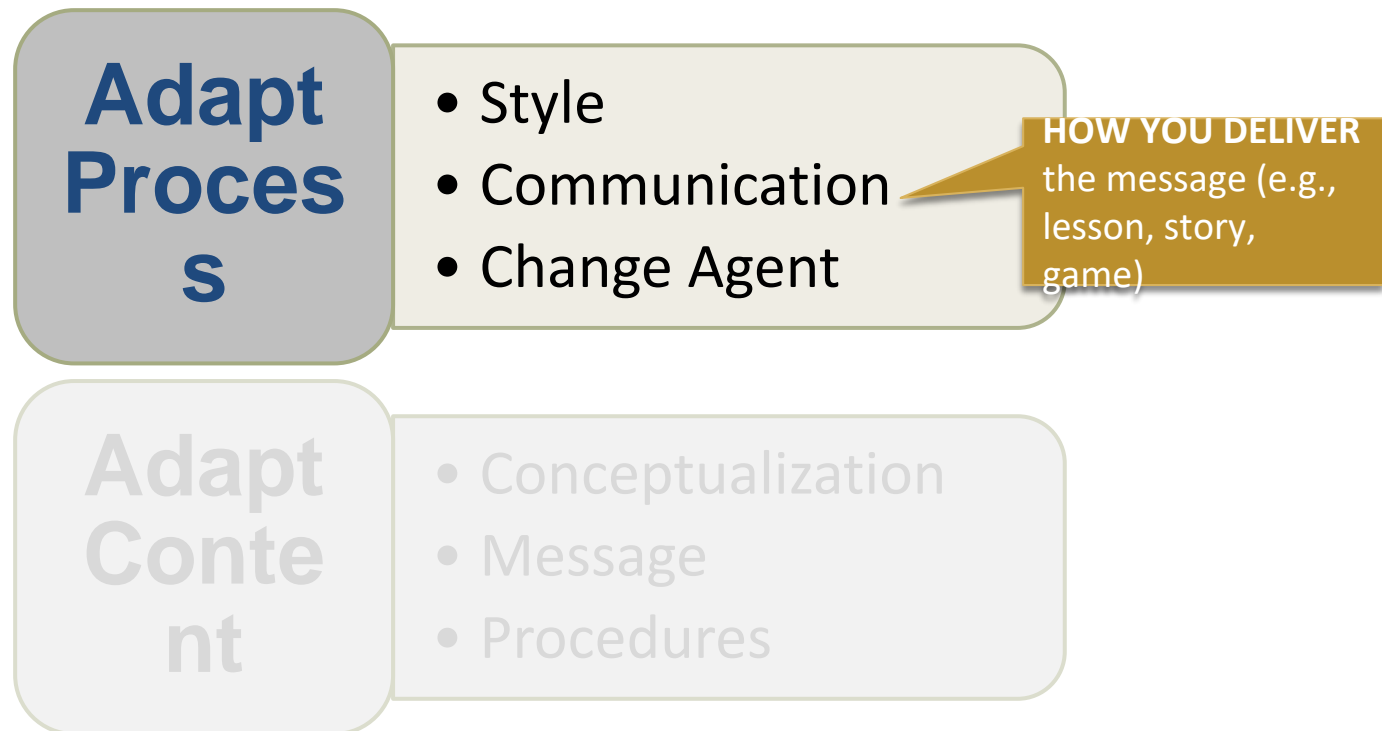 Adapt
Proces
s
• Style
• Communication
• Change Agent
HOW YOU DELIVER
the message (e.g.,
lesson, story,
game)
Adapt
Conte
nt
• Conceptualization
• Message
• Procedures